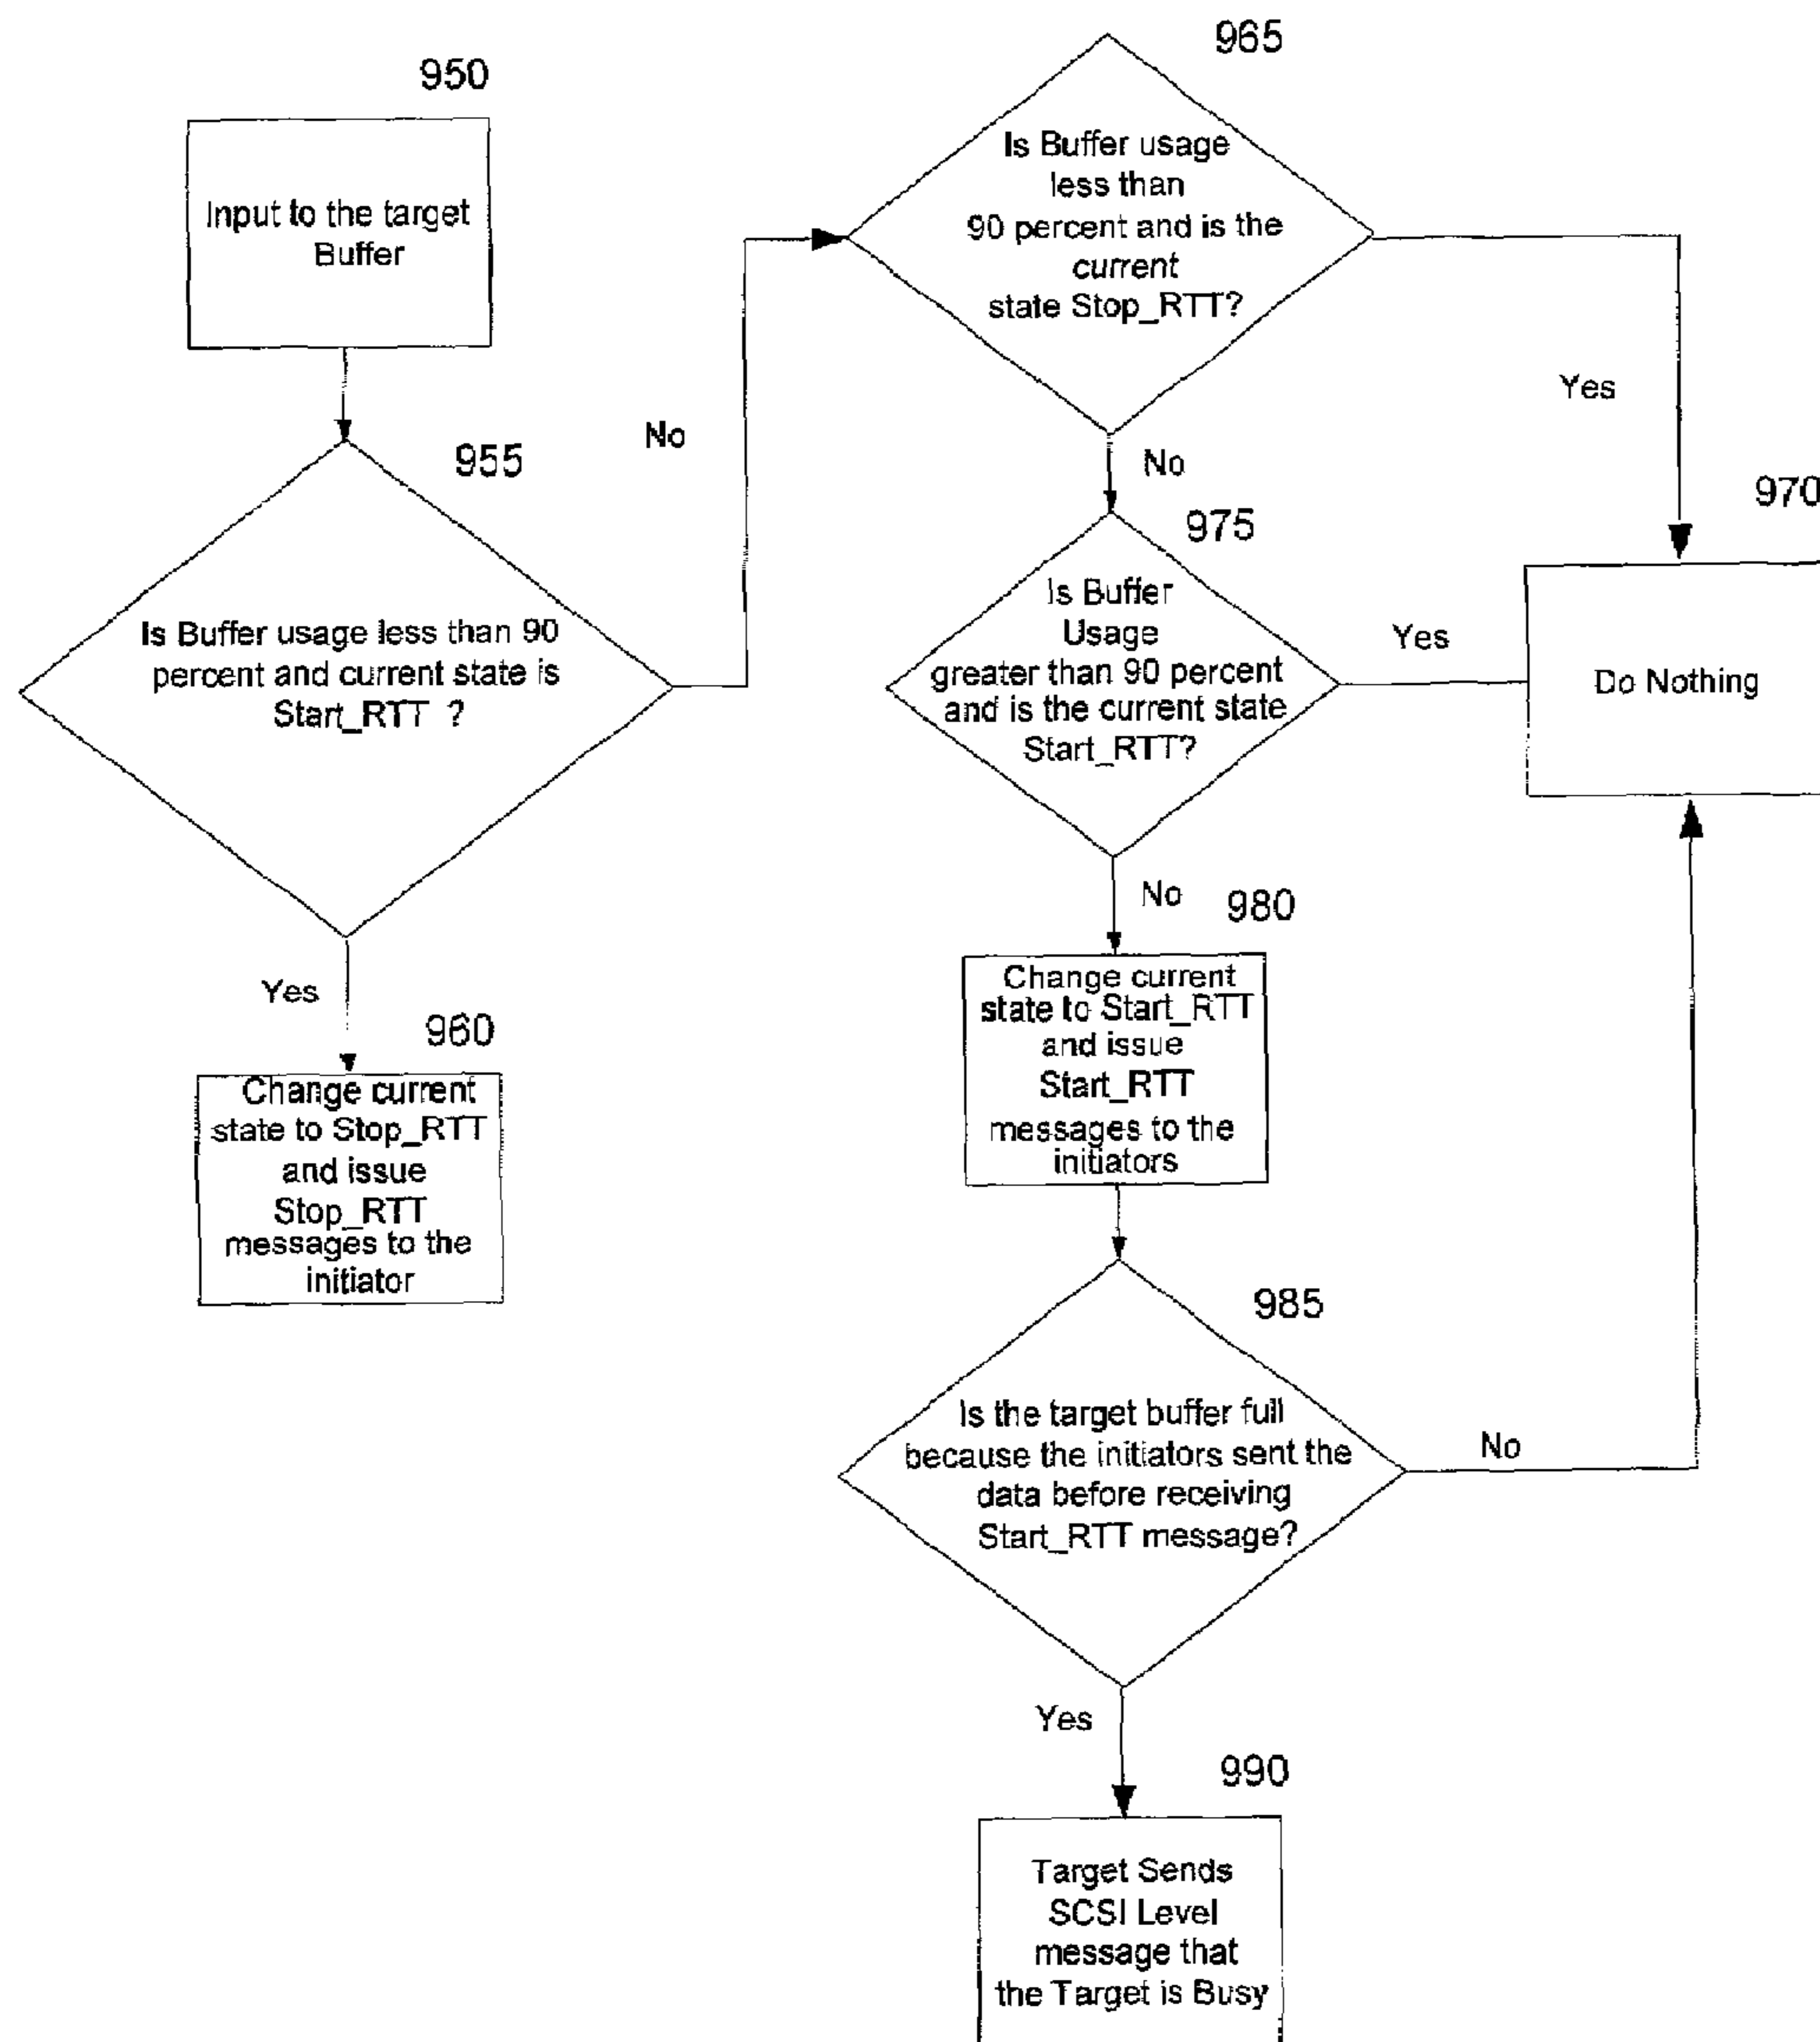 950
Input to the target
Buffer
955
Is Buffer usage less than 90
percent and current state is
Start_RTT ?
Yes
No
960
Change current
state to Stop_RTT
and issue
Stop_RTT
messages to the
initiator
965
Is Buffer usage
less than
90 percent and is the
current
state Stop_RTT?
Yes
No
970
Do Nothing
975
Is Buffer
Usage
greater than 90 percent
and is the current state
Start_RTT?
Yes
No
980
Change current
state to Start_RTT
and issue
Start_RTT
messages to the
initiators
985
Is the target buffer full
because the initiators sent the
data before receiving
Start_RTT message?
No
Yes
990
Target Sends
SCSI Level
message that
the Target is Busy